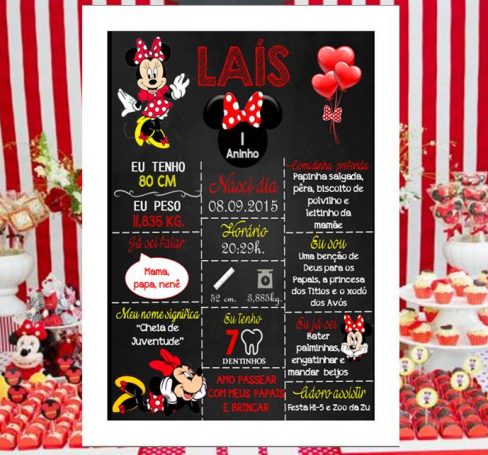 LAÍS
1
Aninho
EU TENHO
80 CM
EU PESO
11,835 KG.
Já sei falar
Mama,
papa, nenê
Meu nome significa
"Cheia de
Juventude"
Nasci dia
08.09.2015
Horário
20:29h.
52 cm. 3,885kg.
Eu tenho
7
DENTINHOS
AMO PASSEAR
COM MEUS PAPAIS
E BRINCAR
Comidinha preferida
Papinha salgada,
pêra, biscoito de
polvilho e
leitinho da
mamãe
Eu sou
Uma benção de
Deus para os
Papais, a princesa
dos Titios e o xodó
dos Avós
Eu já sei
Bater
palminhas,
engatinhar e
mandar beijos
Adoro assistir
Festa Hi-5 e Zoo da Zu